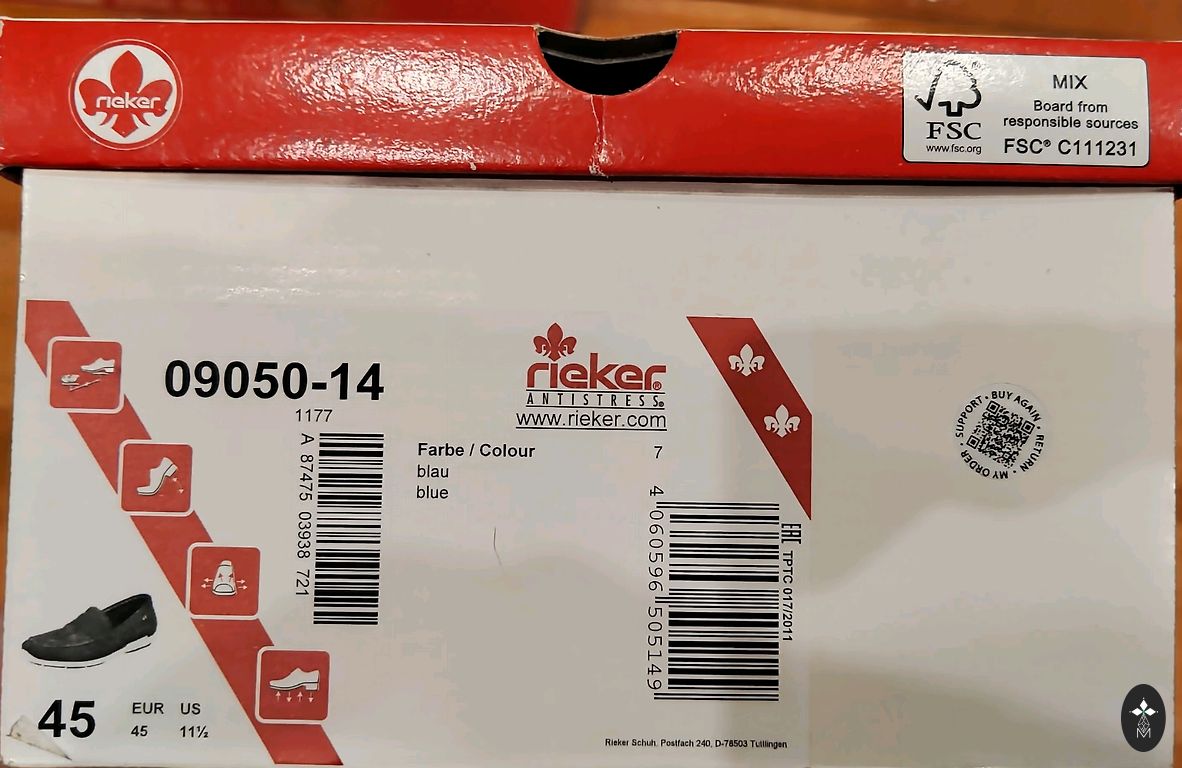 rieker
MIX
Board from
responsible sources
FSC
www.fsc.org
FSC® C111231
09050-14
1177
A 87475 03938 721
rieker®
ANTISTRESS®
www.rieker.com
Farbe / Colour
blau
blue
7
4 060596 505149
EAC TPTC 017/2011
SUPPORT • BUY AGAIN • RETURN • MY ORDER •
45
EUR US
45 11½
Rieker Schuh, Postfach 240, D-78503 Tuttlingen
M